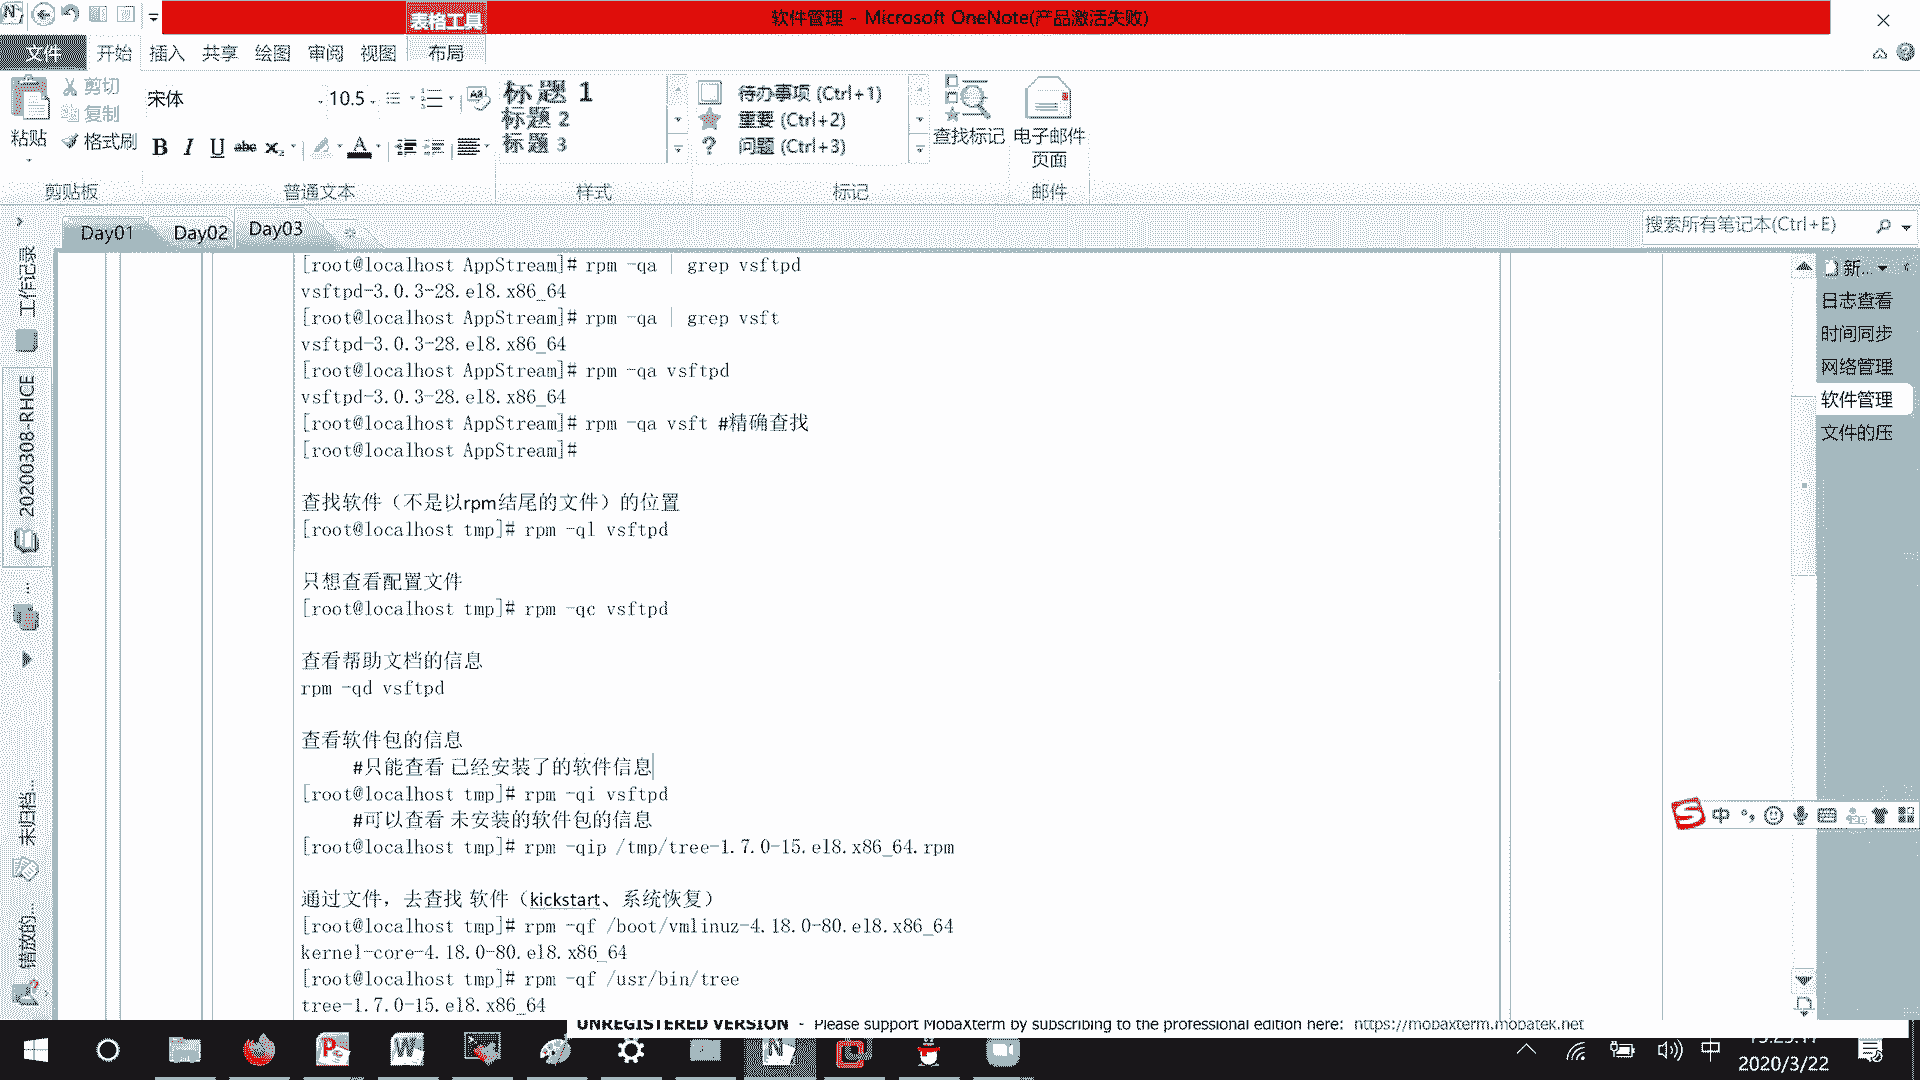 表格工具
软件管理 - Microsoft OneNote(产品激活失败)
文件 开始 插入 共享 绘图 审阅 视图 布局
粘贴
剪切
复制
格式刷
剪贴板
宋体 10.5
B I U abc x₂ A
普通文本
标题 1
标题 2
标题 3
样式
待办事项 (Ctrl+1)
重要 (Ctrl+2)
问题 (Ctrl+3)
标记
查找标记
电子邮件
页面
邮件
Day01 Day02 Day03
搜索所有笔记本(Ctrl+E)
工作记录
20200308-RHCE
...
未归档...
错放的...
[root@localhost AppStream]# rpm -qa | grep vsftpd
vsftpd-3.0.3-28.el8.x86_64
[root@localhost AppStream]# rpm -qa | grep vsft
vsftpd-3.0.3-28.el8.x86_64
[root@localhost AppStream]# rpm -qa vsftpd
vsftpd-3.0.3-28.el8.x86_64
[root@localhost AppStream]# rpm -qa vsft #精确查找
[root@localhost AppStream]#
查找软件（不是以rpm结尾的文件）的位置
[root@localhost tmp]# rpm -ql vsftpd
只想查看配置文件
[root@localhost tmp]# rpm -qc vsftpd
查看帮助文档的信息
rpm -qd vsftpd
查看软件包的信息
#只能查看 已经安装了的软件信息
[root@localhost tmp]# rpm -qi vsftpd
#可以查看 未安装的软件包的信息
[root@localhost tmp]# rpm -qip /tmp/tree-1.7.0-15.el8.x86_64.rpm
通过文件，去查找 软件（kickstart、系统恢复）
[root@localhost tmp]# rpm -qf /boot/vmlinuz-4.18.0-80.el8.x86_64
kernel-core-4.18.0-80.el8.x86_64
[root@localhost tmp]# rpm -qf /usr/bin/tree
tree-1.7.0-15.el8.x86_64
新...
日志查看
时间同步
网络管理
软件管理
文件的压
中
UNREGISTERED VERSION - Please support MobaXterm by subscribing to the professional edition here: https://mobaxterm.mobatek.net
中
2020/3/22